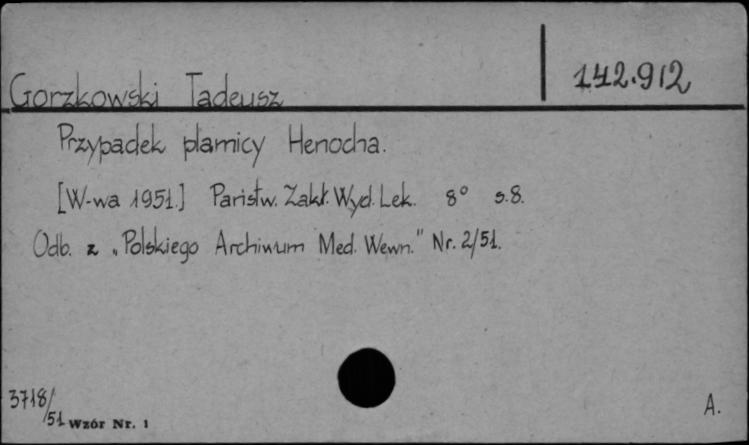 Gorzkowski Tadeusz
142.912
Przypadek plamicy Henocha.
[W-wa 1951.] Państw. Zakł. Wyd. Lek. 8° s.8.
Odb. z „Polskiego Archiwum Med. Wewn." Nr. 2/51.
3718/51 Wzór Nr. 1
A.